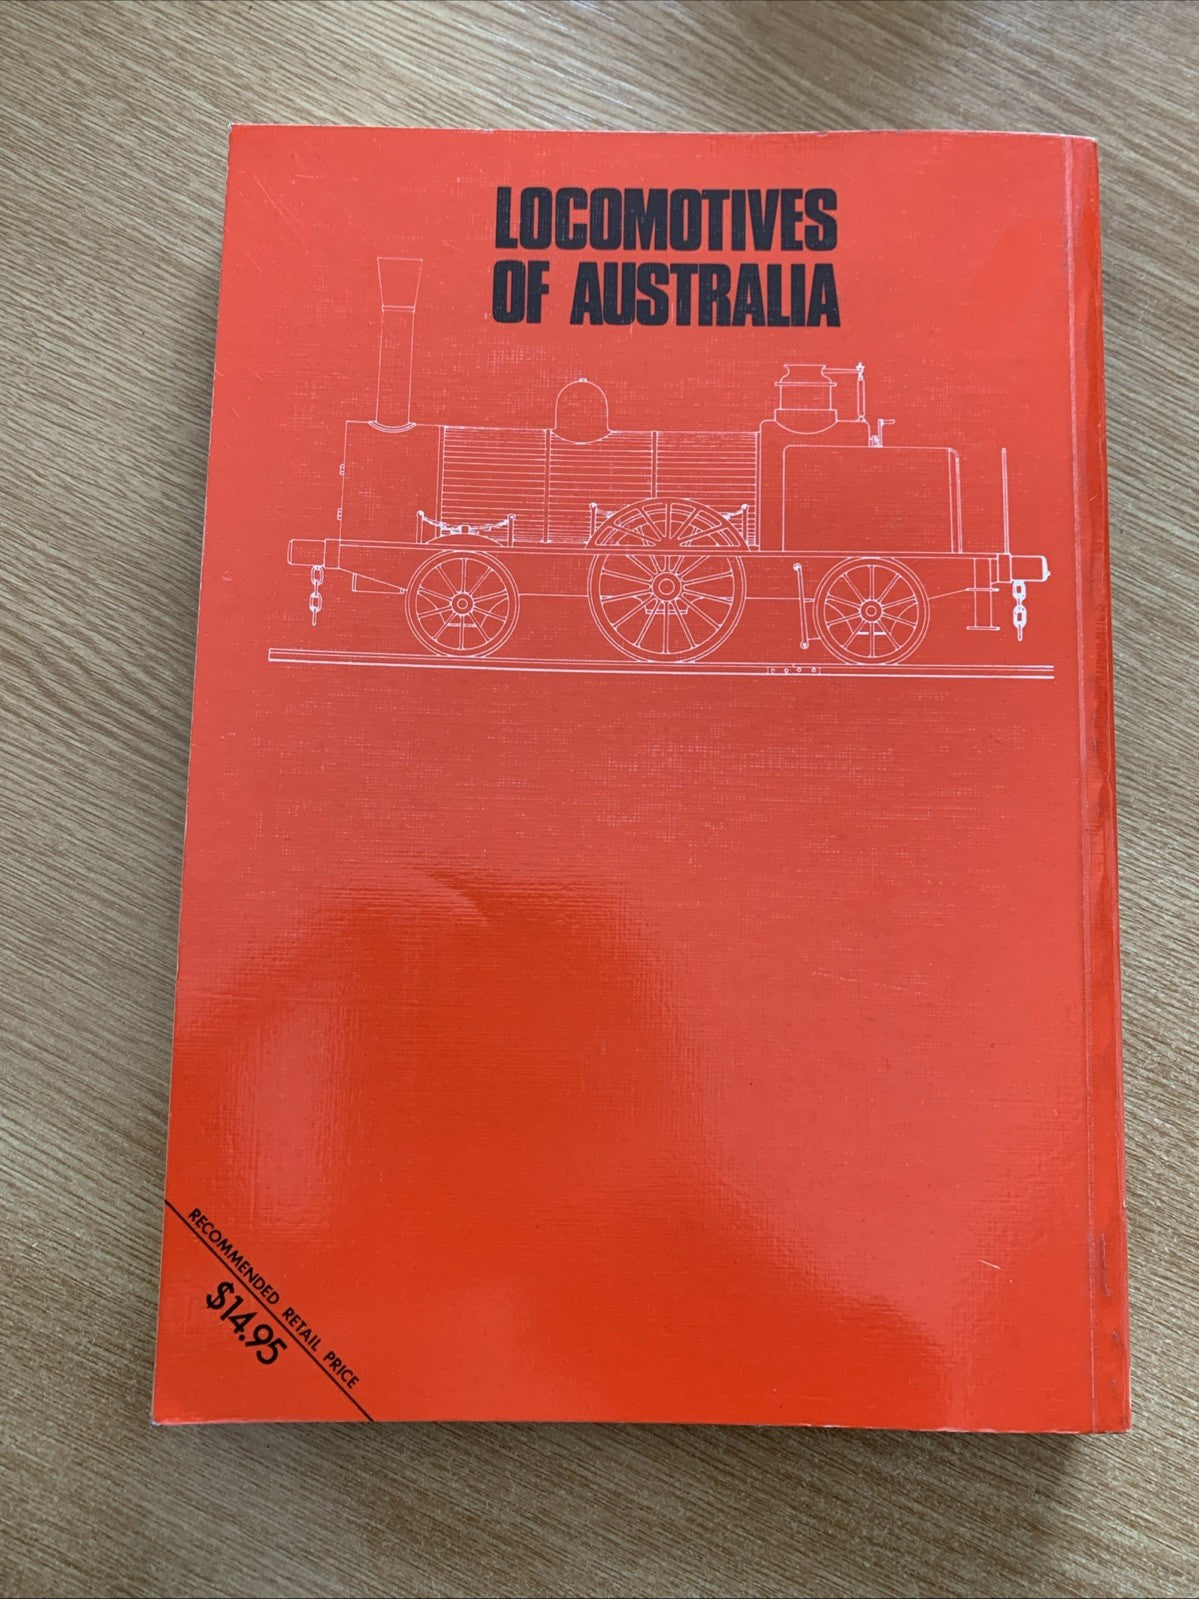 LOCOMOTIVES
OF AUSTRALIA
RECOMMENDED RETAIL PRICE
$14.95